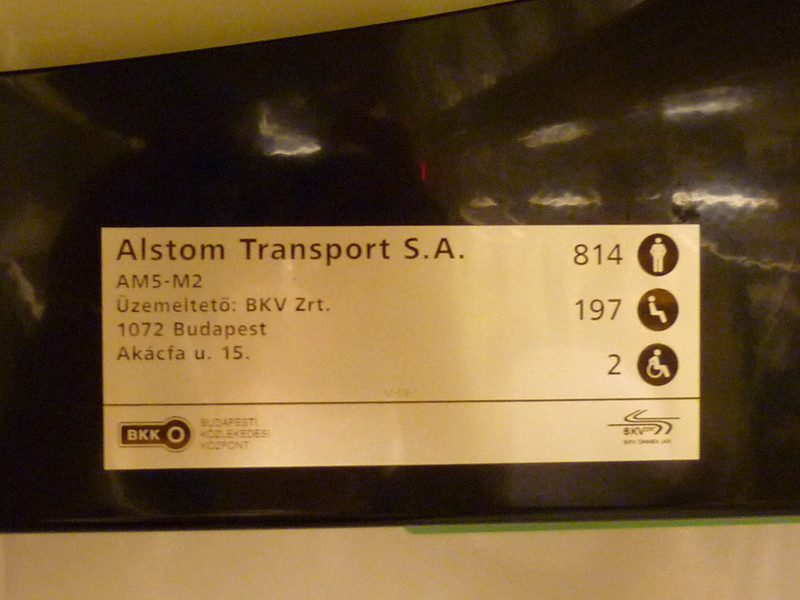 Alstom Transport S.A.
AM5-M2
Üzemeltető: BKV Zrt.
1072 Budapest
Akácfa u. 15.
814
197
2
BKK
BUDAPESTI
KÖZLEKEDÉSI
KÖZPONT
BKV